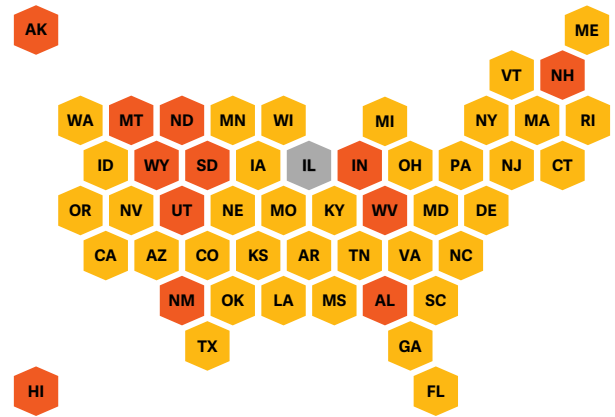 AK ME
VT NH
WA MT ND MN WI MI NY MA RI
ID WY SD IA IL IN OH PA NJ CT
OR NV UT NE MO KY WV MD DE
CA AZ CO KS AR TN VA NC
NM OK LA MS AL SC
TX GA
HI FL